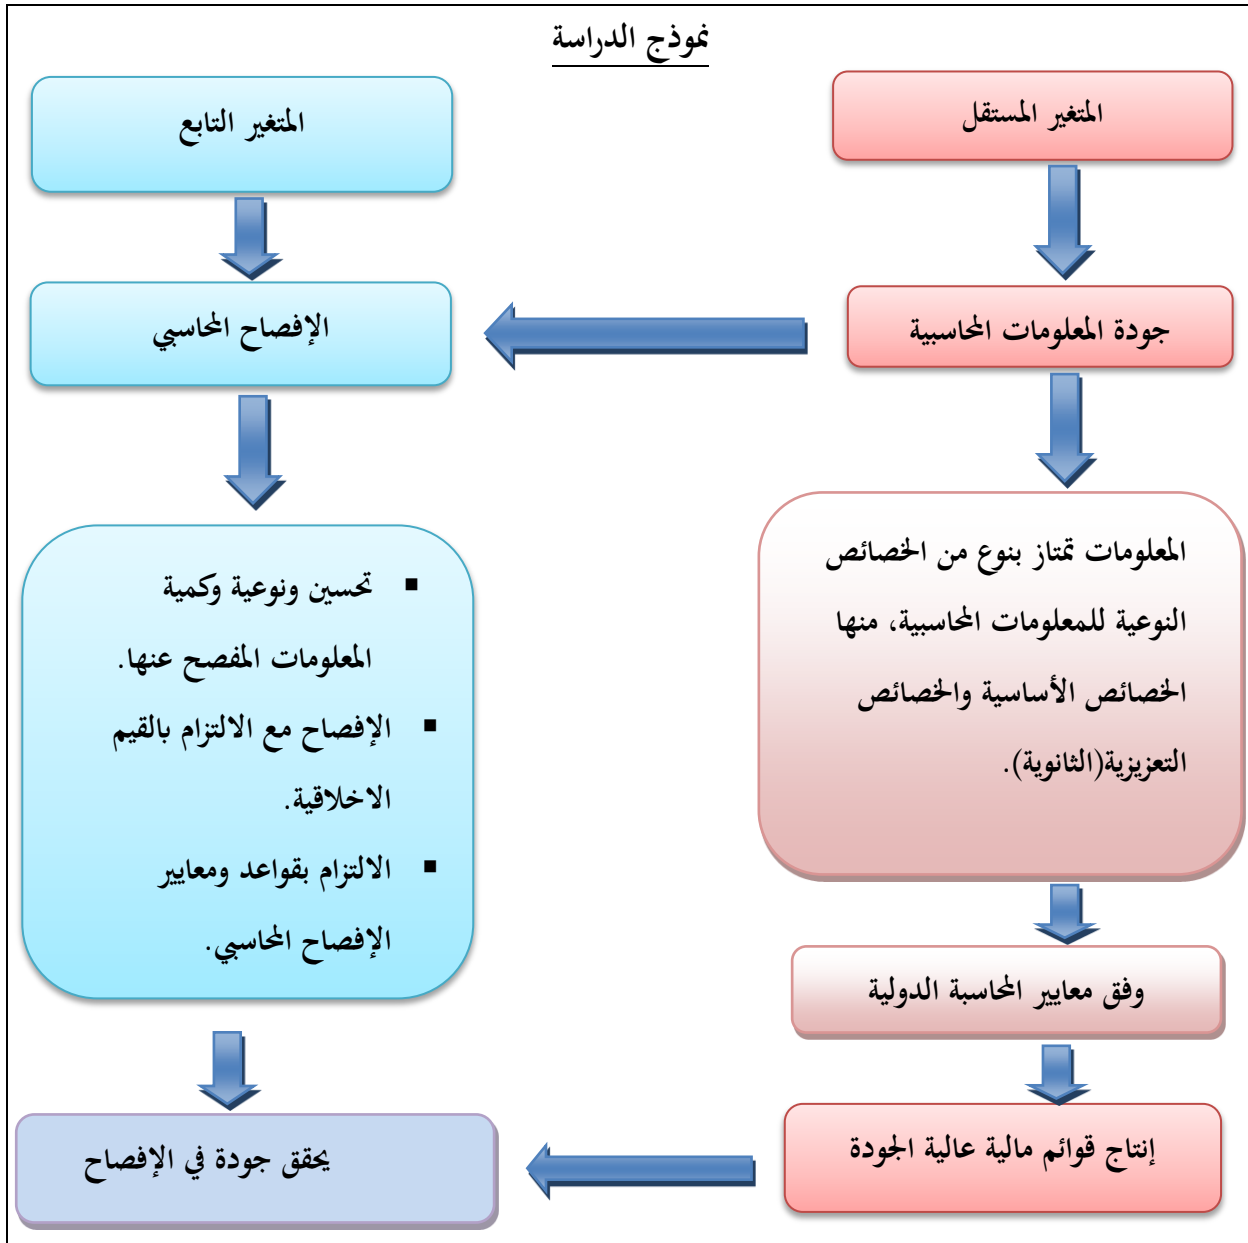 نموذج الدراسة
المتغير المستقل
المتغير التابع
جودة المعلومات المحاسبية
الإفصاح المحاسبي
المعلومات تمتاز بنوع من الخصائص
النوعية للمعلومات المحاسبية، منها
الخصائص الأساسية والخصائص
التعزيزية(الثانوية).
▪ تحسين ونوعية وكمية
المعلومات المفصح عنها.
▪ الإفصاح مع الالتزام بالقيم
الاخلاقية.
▪ الالتزام بقواعد ومعايير
الإفصاح المحاسبي.
وفق معايير المحاسبة الدولية
إنتاج قوائم مالية عالية الجودة
يحقق جودة في الإفصاح